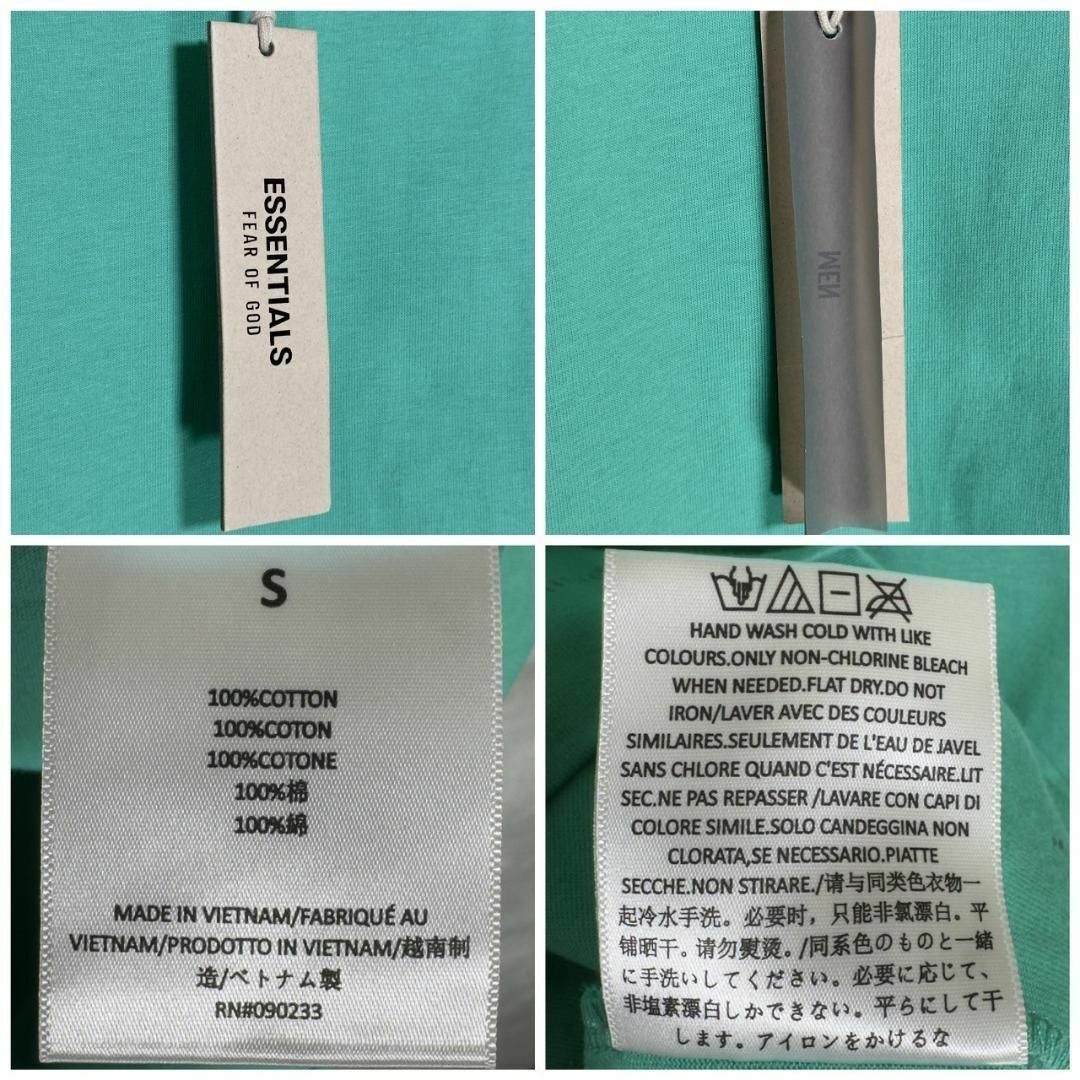 ESSENTIALS
FEAR OF GOD
MEN
S
100%COTTON
100%COTON
100%COTONE
100%棉
100%綿
MADE IN VIETNAM/FABRIQUÉ AU
VIETNAM/PRODOTTO IN VIETNAM/越南制
造/ベトナム製
RN#090233
HAND WASH COLD WITH LIKE
COLOURS.ONLY NON-CHLORINE BLEACH
WHEN NEEDED.FLAT DRY.DO NOT
IRON/LAVER AVEC DES COULEURS
SIMILAIRES.SEULEMENT DE L'EAU DE JAVEL
SANS CHLORE QUAND C'EST NÉCESSAIRE.LIT
SEC.NE PAS REPASSER /LAVARE CON CAPI DI
COLORE SIMILE.SOLO CANDEGGINA NON
CLORATA,SE NECESSARIO.PIATTE
SECCHE.NON STIRARE./请与同类色衣物一
起冷水手洗。必要时，只能非氯漂白。平
铺晒干。请勿熨烫。/同系色のものと一緒
に手洗いしてください。必要に応じて、
非塩素漂白しかできない。平らにして干
します。アイロンをかけるな